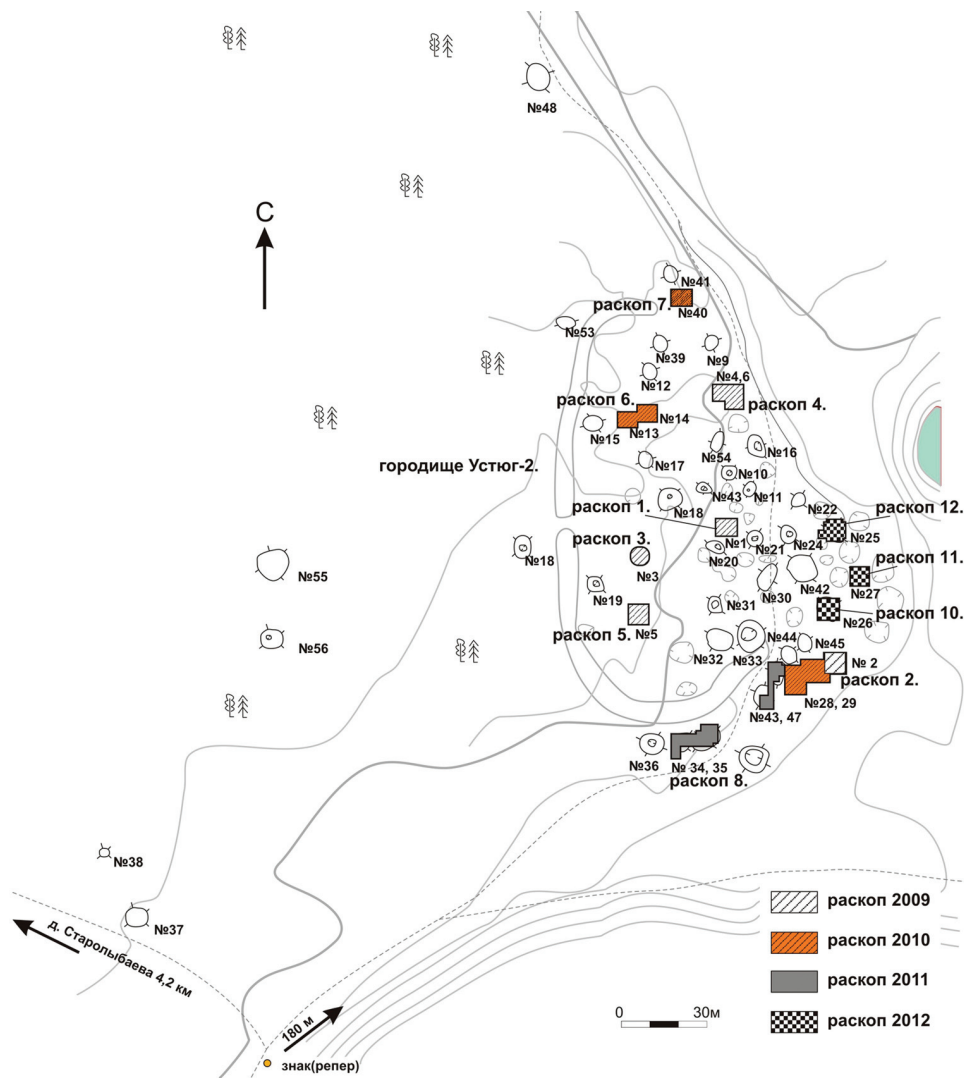 №48
С
№41
раскоп 7.
№40
№53
№39
№9
№12
№4,6
раскоп 6.
раскоп 4.
№14
№15
№13
№54
№16
городище Устюг-2.
№17
№10
№43
№11
раскоп 1.
№18
№22
раскоп 12.
раскоп 3.
№1
№21
№24
№25
№18
№20
раскоп 11.
№55
№3
№30
№42
№27
№19
№31
раскоп 10.
раскоп 5.
№5
№26
№56
№32
№33
№44
№45
№ 2
раскоп 2.
№28, 29
№43, 47
№36
№ 34, 35
раскоп 8.
№38
№37
д. Старолыбаева 4,2 км
180 м
знак(репер)
0 30м
раскоп 2009
раскоп 2010
раскоп 2011
раскоп 2012